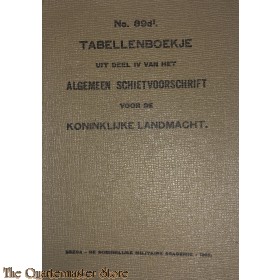 No. 89d¹.
TABELLENBOEKJE
UIT DEEL IV VAN HET
ALGEMEEN SCHIETVOORSCHRIFT
VOOR DE
KONINKLIJKE LANDMACHT.
BREDA - DE KONINKLIJKE MILITAIRE ACADEMIE
The Quartermaster Store